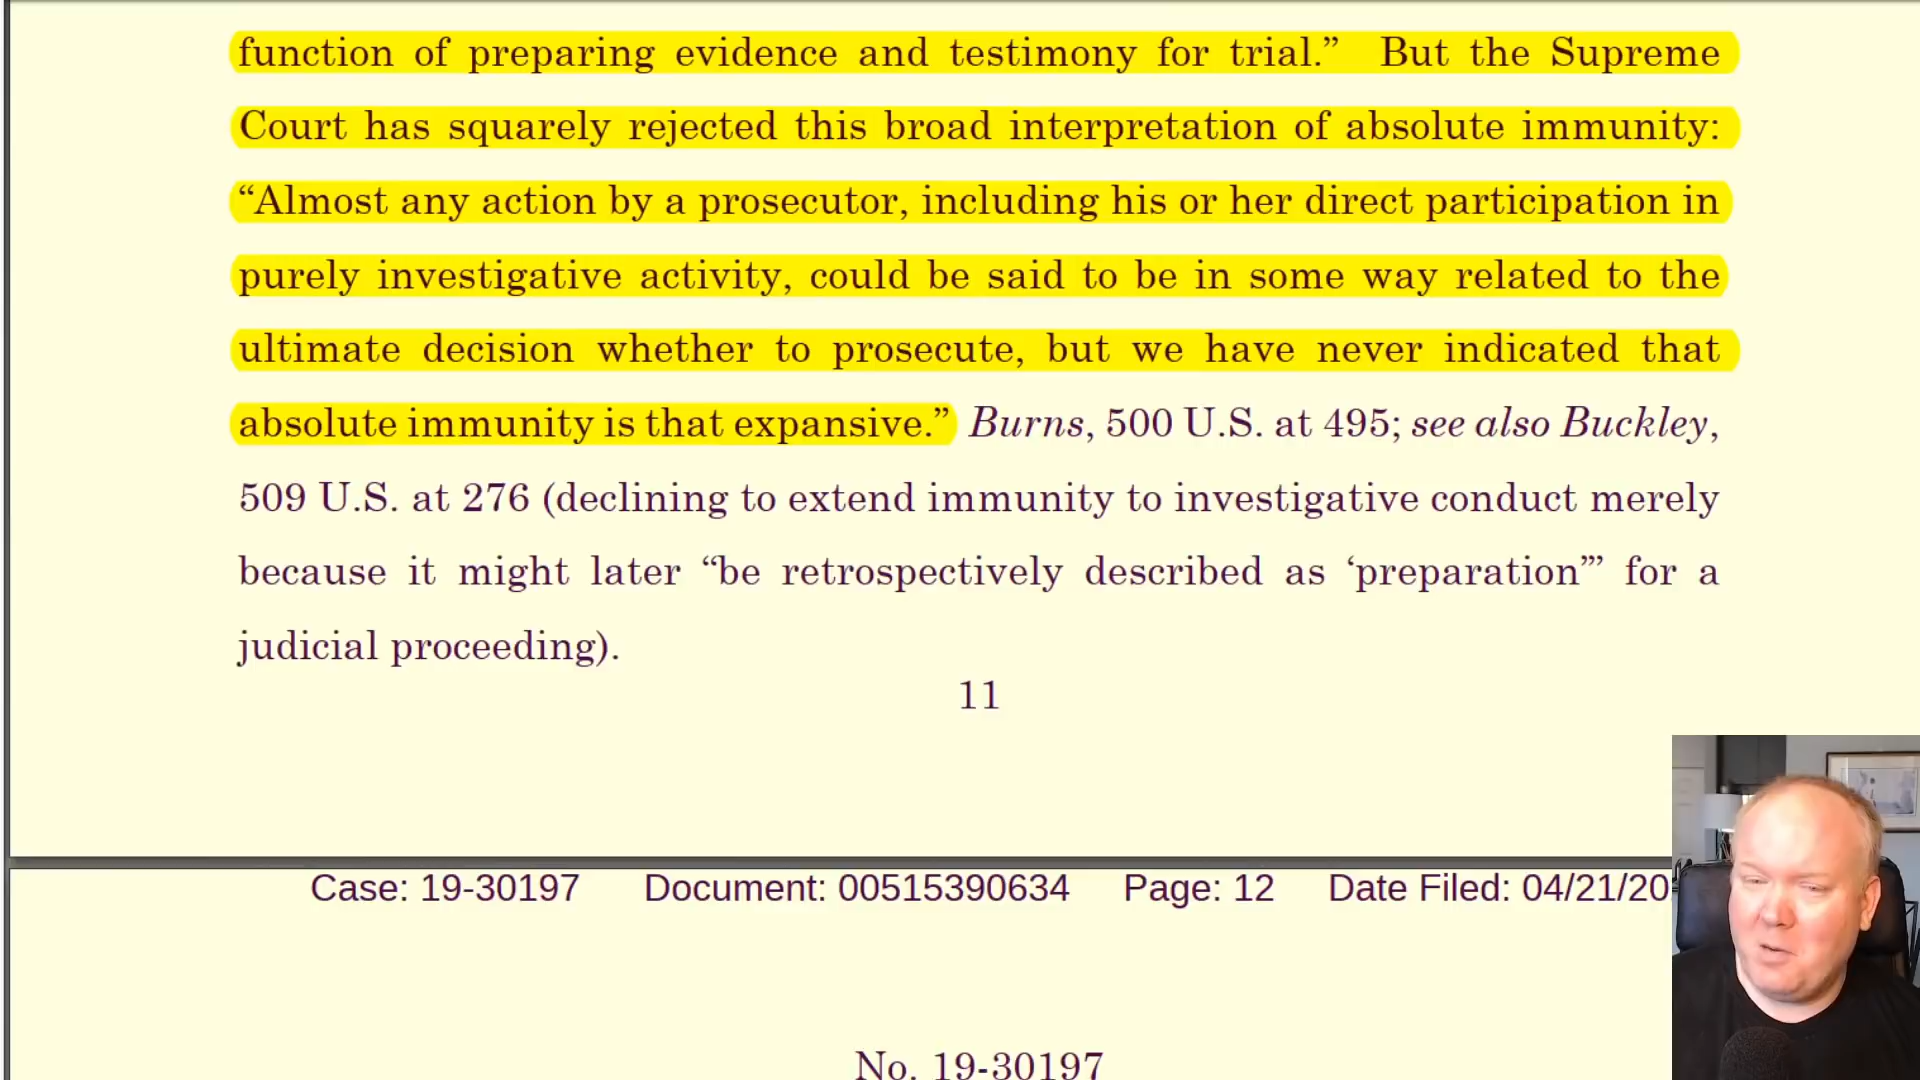 function of preparing evidence and testimony for trial.” But the Supreme
Court has squarely rejected this broad interpretation of absolute immunity:
“Almost any action by a prosecutor, including his or her direct participation in
purely investigative activity, could be said to be in some way related to the
ultimate decision whether to prosecute, but we have never indicated that
absolute immunity is that expansive.” Burns, 500 U.S. at 495; see also Buckley,
509 U.S. at 276 (declining to extend immunity to investigative conduct merely
because it might later “be retrospectively described as ‘preparation’” for a
judicial proceeding).
11
Case: 19-30197 Document: 00515390634 Page: 12 Date Filed: 04/21/20
No. 19-30197